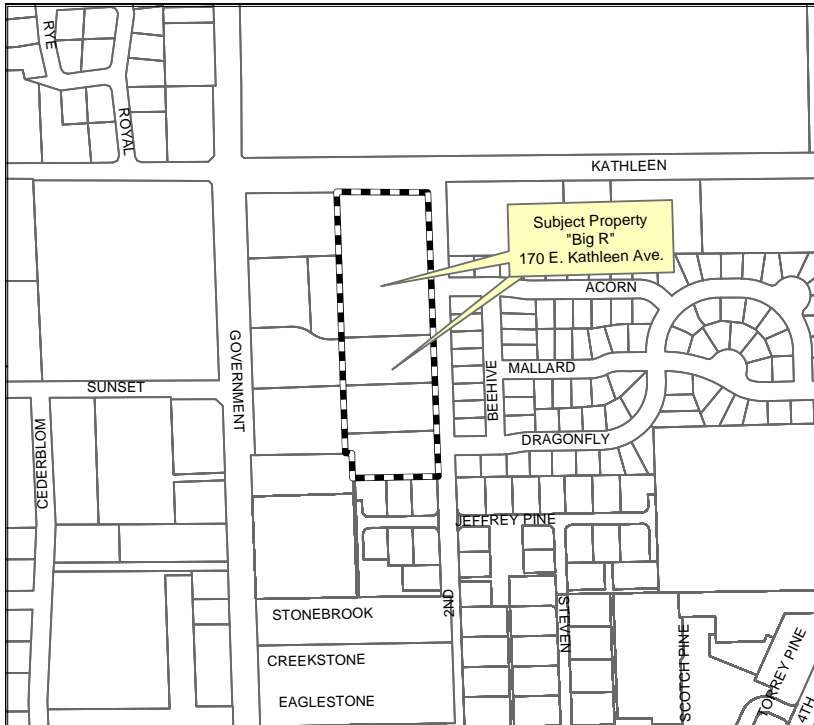 RYE
ROYAL
KATHLEEN
Subject Property
"Big R"
170 E. Kathleen Ave.
ACORN
GOVERNMENT
SUNSET
BEEHIVE
MALLARD
CEDERBLOM
DRAGONFLY
JEFFREY PINE
2ND
STEVEN
STONEBROOK
CREEKSTONE
EAGLESTONE
SCOTCH PINE
TORREY PINE
4TH